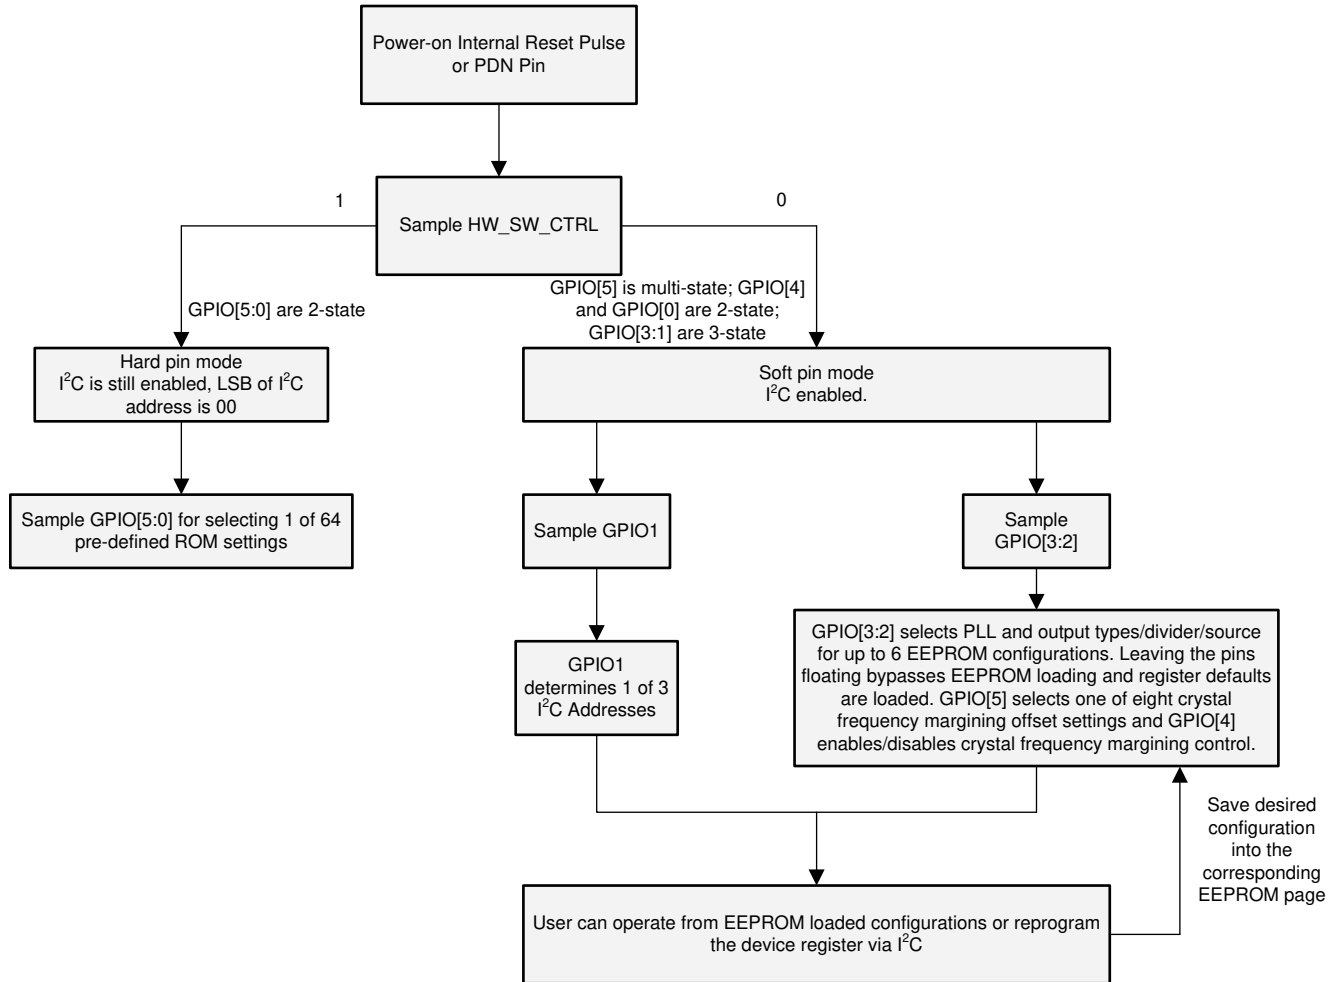 Power-on Internal Reset Pulse
or PDN Pin
1
0
Sample HW_SW_CTRL
GPIO[5:0] are 2-state
GPIO[5] is multi-state; GPIO[4]
and GPIO[0] are 2-state;
GPIO[3:1] are 3-state
Hard pin mode
I²C is still enabled, LSB of I²C
address is 00
Soft pin mode
I²C enabled.
Sample GPIO[5:0] for selecting 1 of 64
pre-defined ROM settings
Sample GPIO1
Sample
GPIO[3:2]
GPIO1
determines 1 of 3
I²C Addresses
GPIO[3:2] selects PLL and output types/divider/source
for up to 6 EEPROM configurations. Leaving the pins
floating bypasses EEPROM loading and register defaults
are loaded. GPIO[5] selects one of eight crystal
frequency margining offset settings and GPIO[4]
enables/disables crystal frequency margining control.
Save desired
configuration
into the
corresponding
EEPROM page
User can operate from EEPROM loaded configurations or reprogram
the device register via I²C